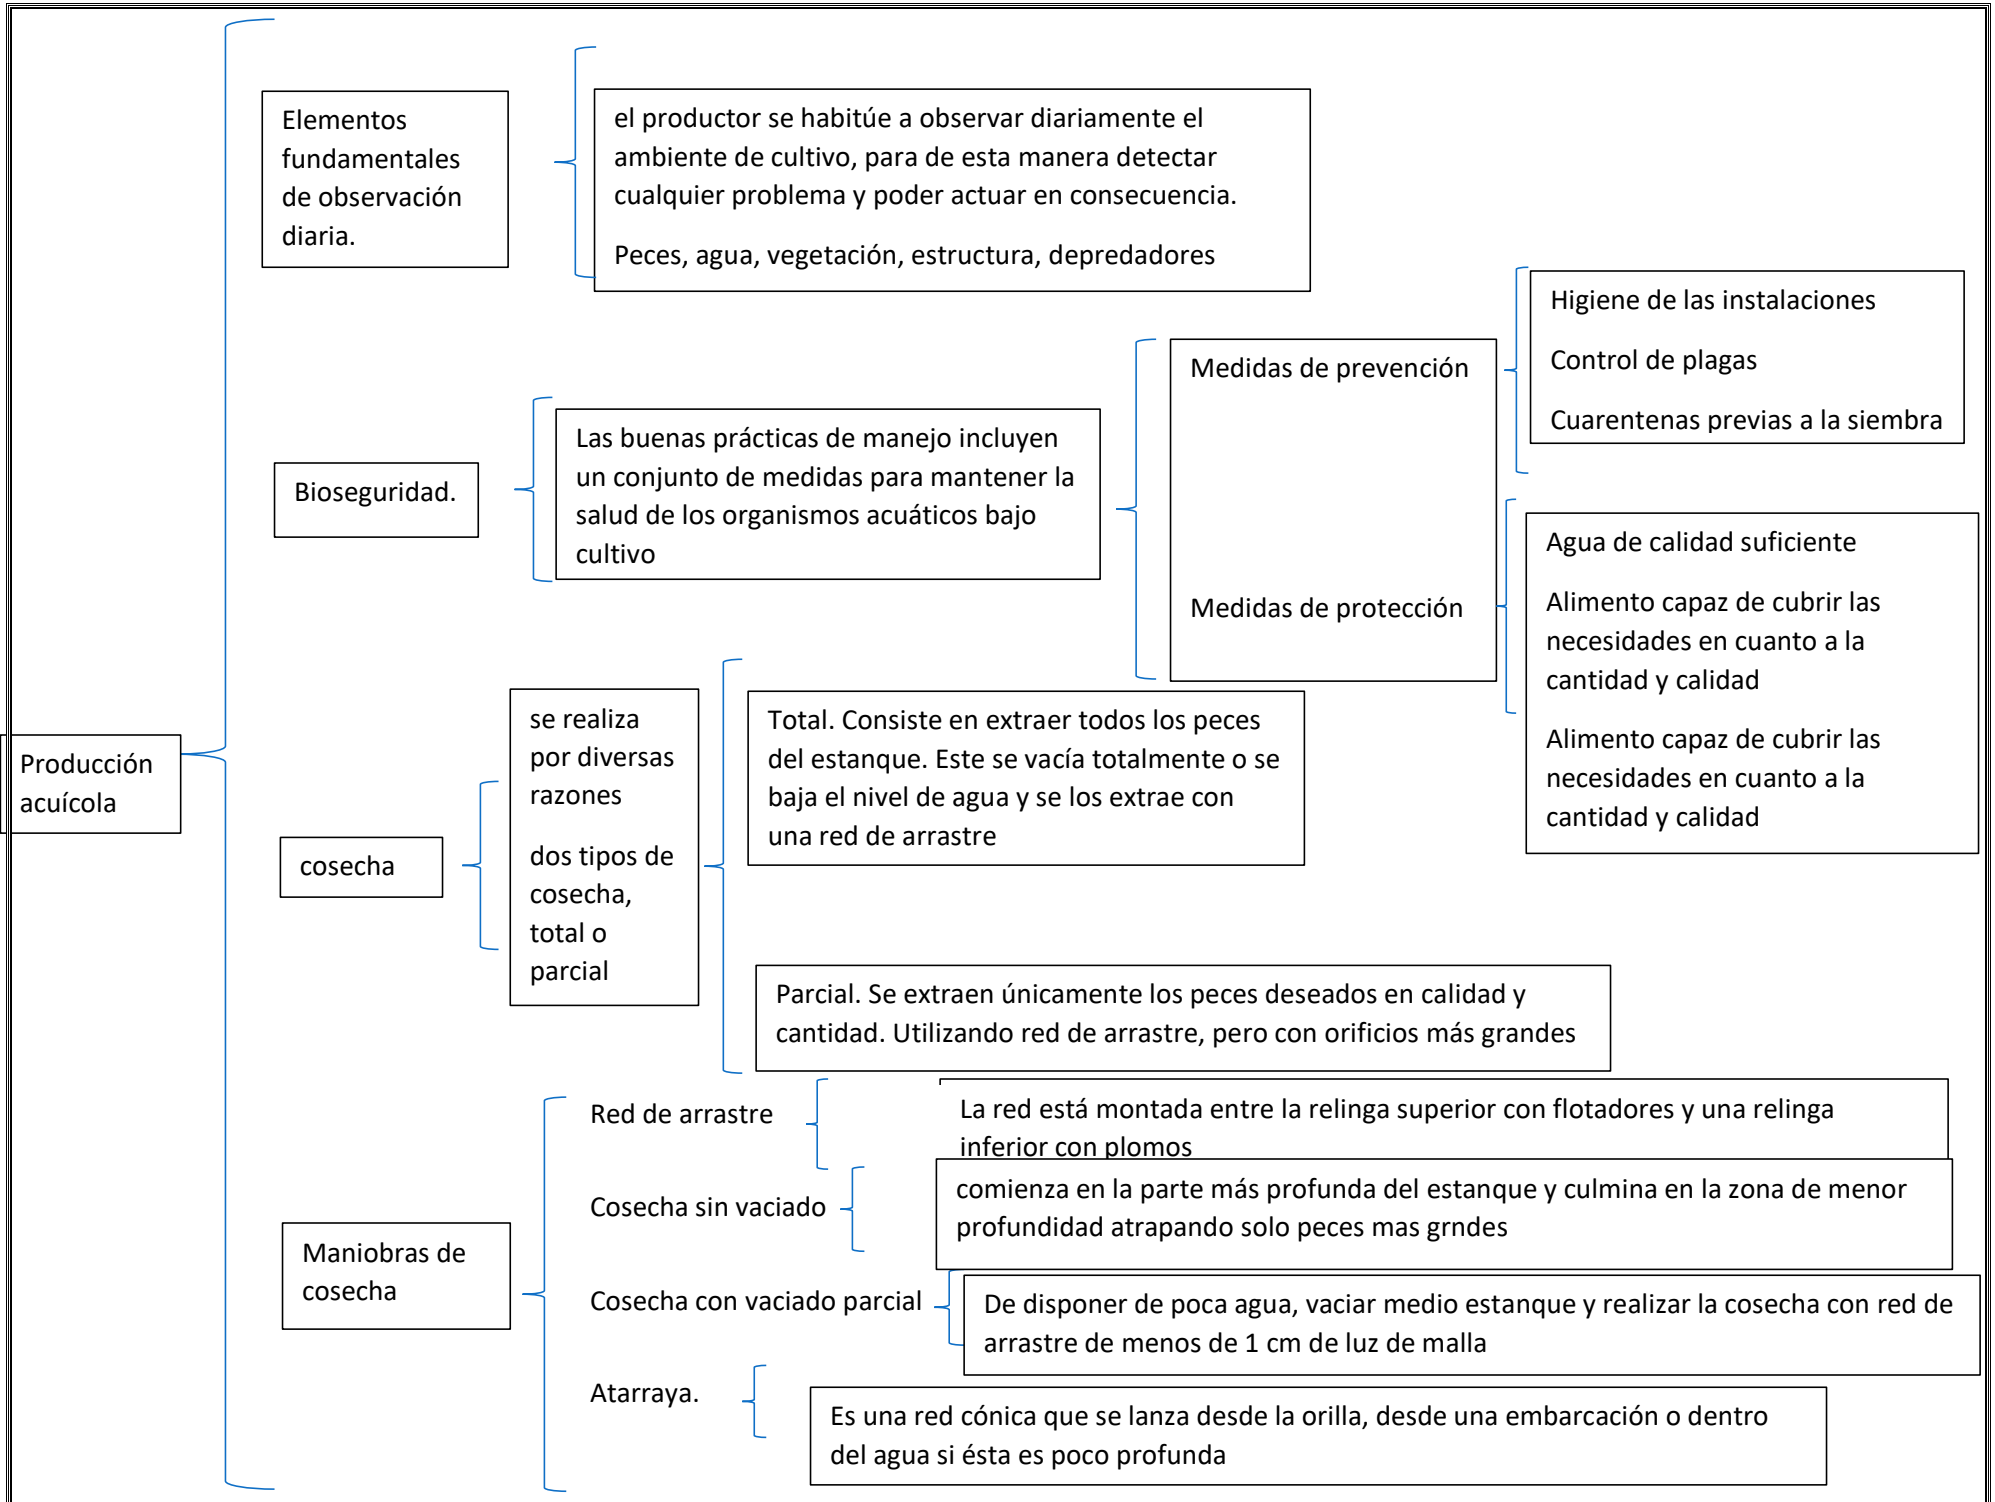 Producción
acuícola
Elementos
fundamentales
de observación
diaria.
el productor se habitúe a observar diariamente el
ambiente de cultivo, para de esta manera detectar
cualquier problema y poder actuar en consecuencia.
Peces, agua, vegetación, estructura, depredadores
Bioseguridad.
Las buenas prácticas de manejo incluyen
un conjunto de medidas para mantener la
salud de los organismos acuáticos bajo
cultivo
Medidas de prevención
Higiene de las instalaciones
Control de plagas
Cuarentenas previas a la siembra
Medidas de protección
Agua de calidad suficiente
Alimento capaz de cubrir las
necesidades en cuanto a la
cantidad y calidad
Alimento capaz de cubrir las
necesidades en cuanto a la
cantidad y calidad
cosecha
se realiza
por diversas
razones
dos tipos de
cosecha,
total o
parcial
Total. Consiste en extraer todos los peces
del estanque. Este se vacía totalmente o se
baja el nivel de agua y se los extrae con
una red de arrastre
Parcial. Se extraen únicamente los peces deseados en calidad y
cantidad. Utilizando red de arrastre, pero con orificios más grandes
Maniobras de
cosecha
Red de arrastre
La red está montada entre la relinga superior con flotadores y una relinga
inferior con plomos
Cosecha sin vaciado
comienza en la parte más profunda del estanque y culmina en la zona de menor
profundidad atrapando solo peces mas grndes
Cosecha con vaciado parcial
De disponer de poca agua, vaciar medio estanque y realizar la cosecha con red de
arrastre de menos de 1 cm de luz de malla
Atarraya.
Es una red cónica que se lanza desde la orilla, desde una embarcación o dentro
del agua si ésta es poco profunda